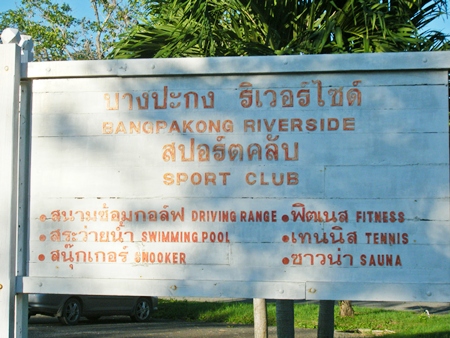 บางปะกง ริเวอร์ไซด์
BANGPAKONG RIVERSIDE
สปอร์ตคลับ
SPORT CLUB
•สนามซ้อมกอล์ฟ DRIVING RANGE •ฟิตเนส FITNESS
•สระว่ายน้ำ SWIMMING POOL •เทนนิส TENNIS
•สนุ๊กเกอร์ SNOOKER •ซาวน่า SAUNA